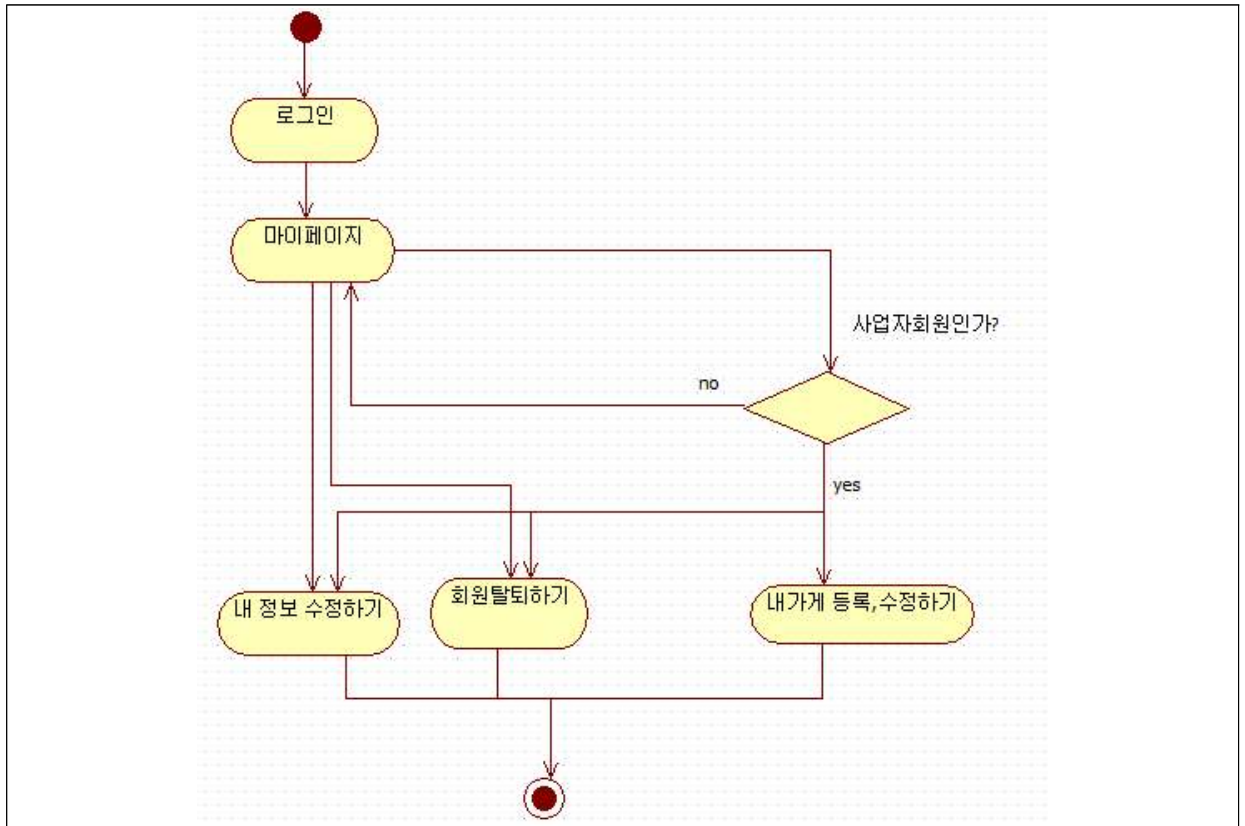 로그인
마이페이지
사업자회원인가?
no
yes
내 정보 수정하기
회원탈퇴하기
내가게 등록,수정하기